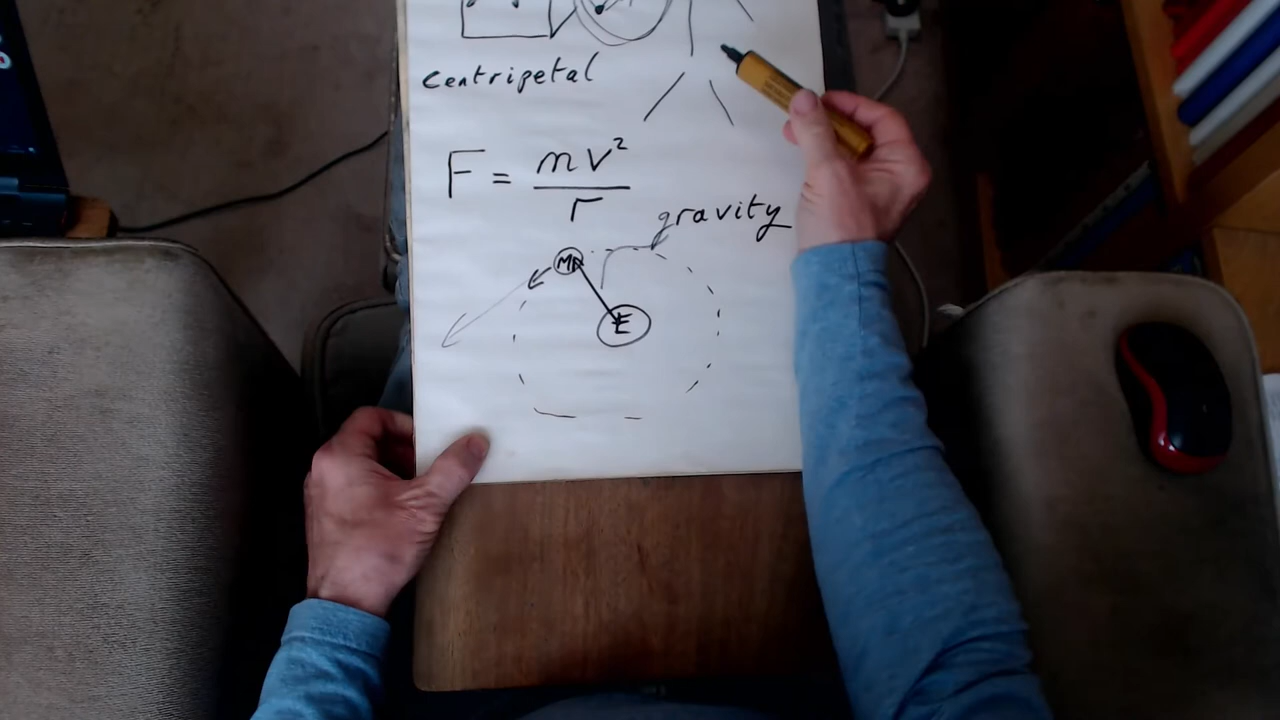 centripetal
F = mv²/r
gravity
M
E